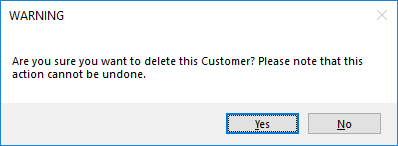 WARNING
Are you sure you want to delete this Customer? Please note that this
action cannot be undone.
Yes No